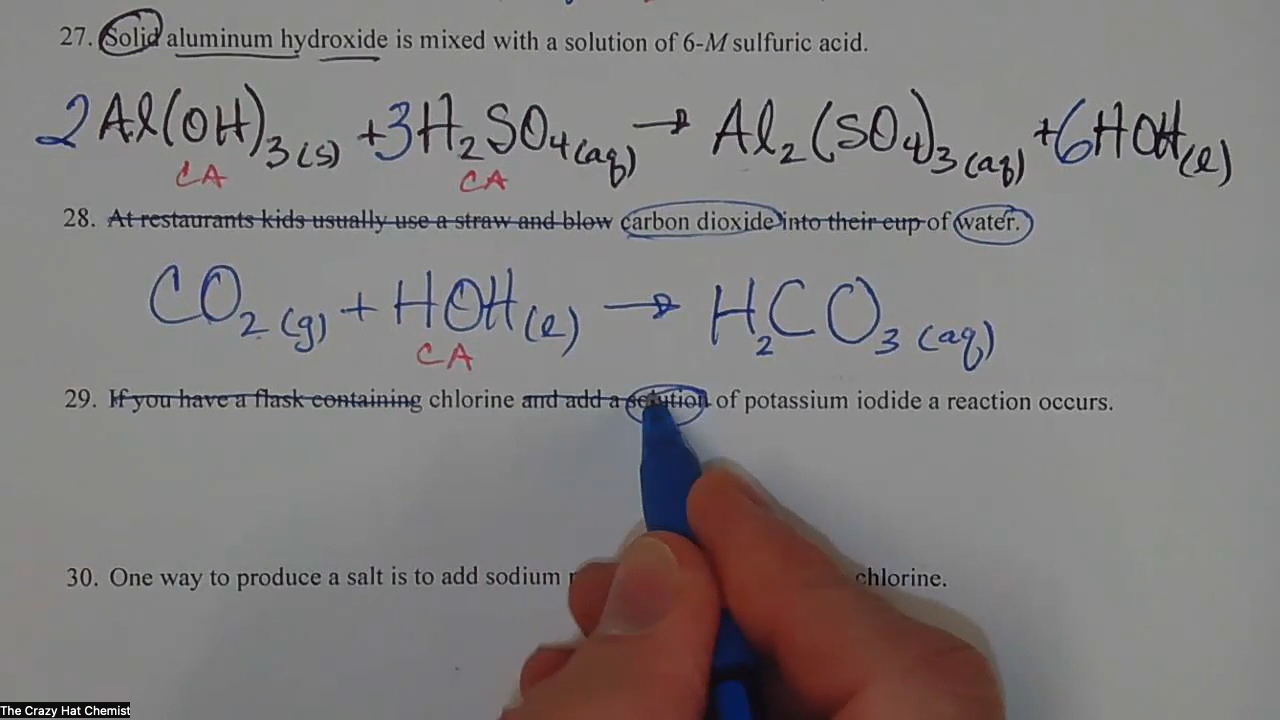 27. Solid aluminum hydroxide is mixed with a solution of 6-M sulfuric acid.
2Al(OH)₃(s) + 3H₂SO₄(aq) → Al₂(SO₄)₃(aq) + 6HOH(l)
CA CA
28. At restaurants kids usually use a straw and blow carbon dioxide into their cup of water.
CO₂(g) + HOH(l) → H₂CO₃(aq)
CA
29. If you have a flask containing chlorine and add a solution of potassium iodide a reaction occurs.
30. One way to produce a salt is to add sodium chlorine.
The Crazy Hat Chemist